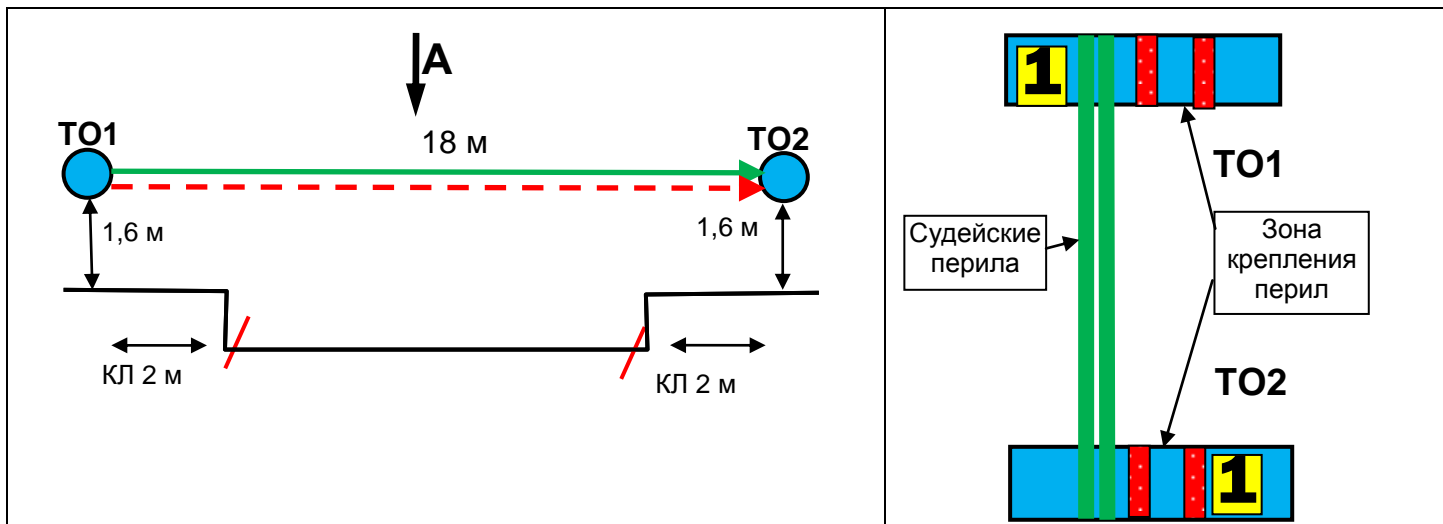 A
18 м
ТО1
ТО2
1,6 м
1,6 м
КЛ 2 м
КЛ 2 м
1
ТО1
Судейские
перила
Зона
крепления
перил
ТО2
1